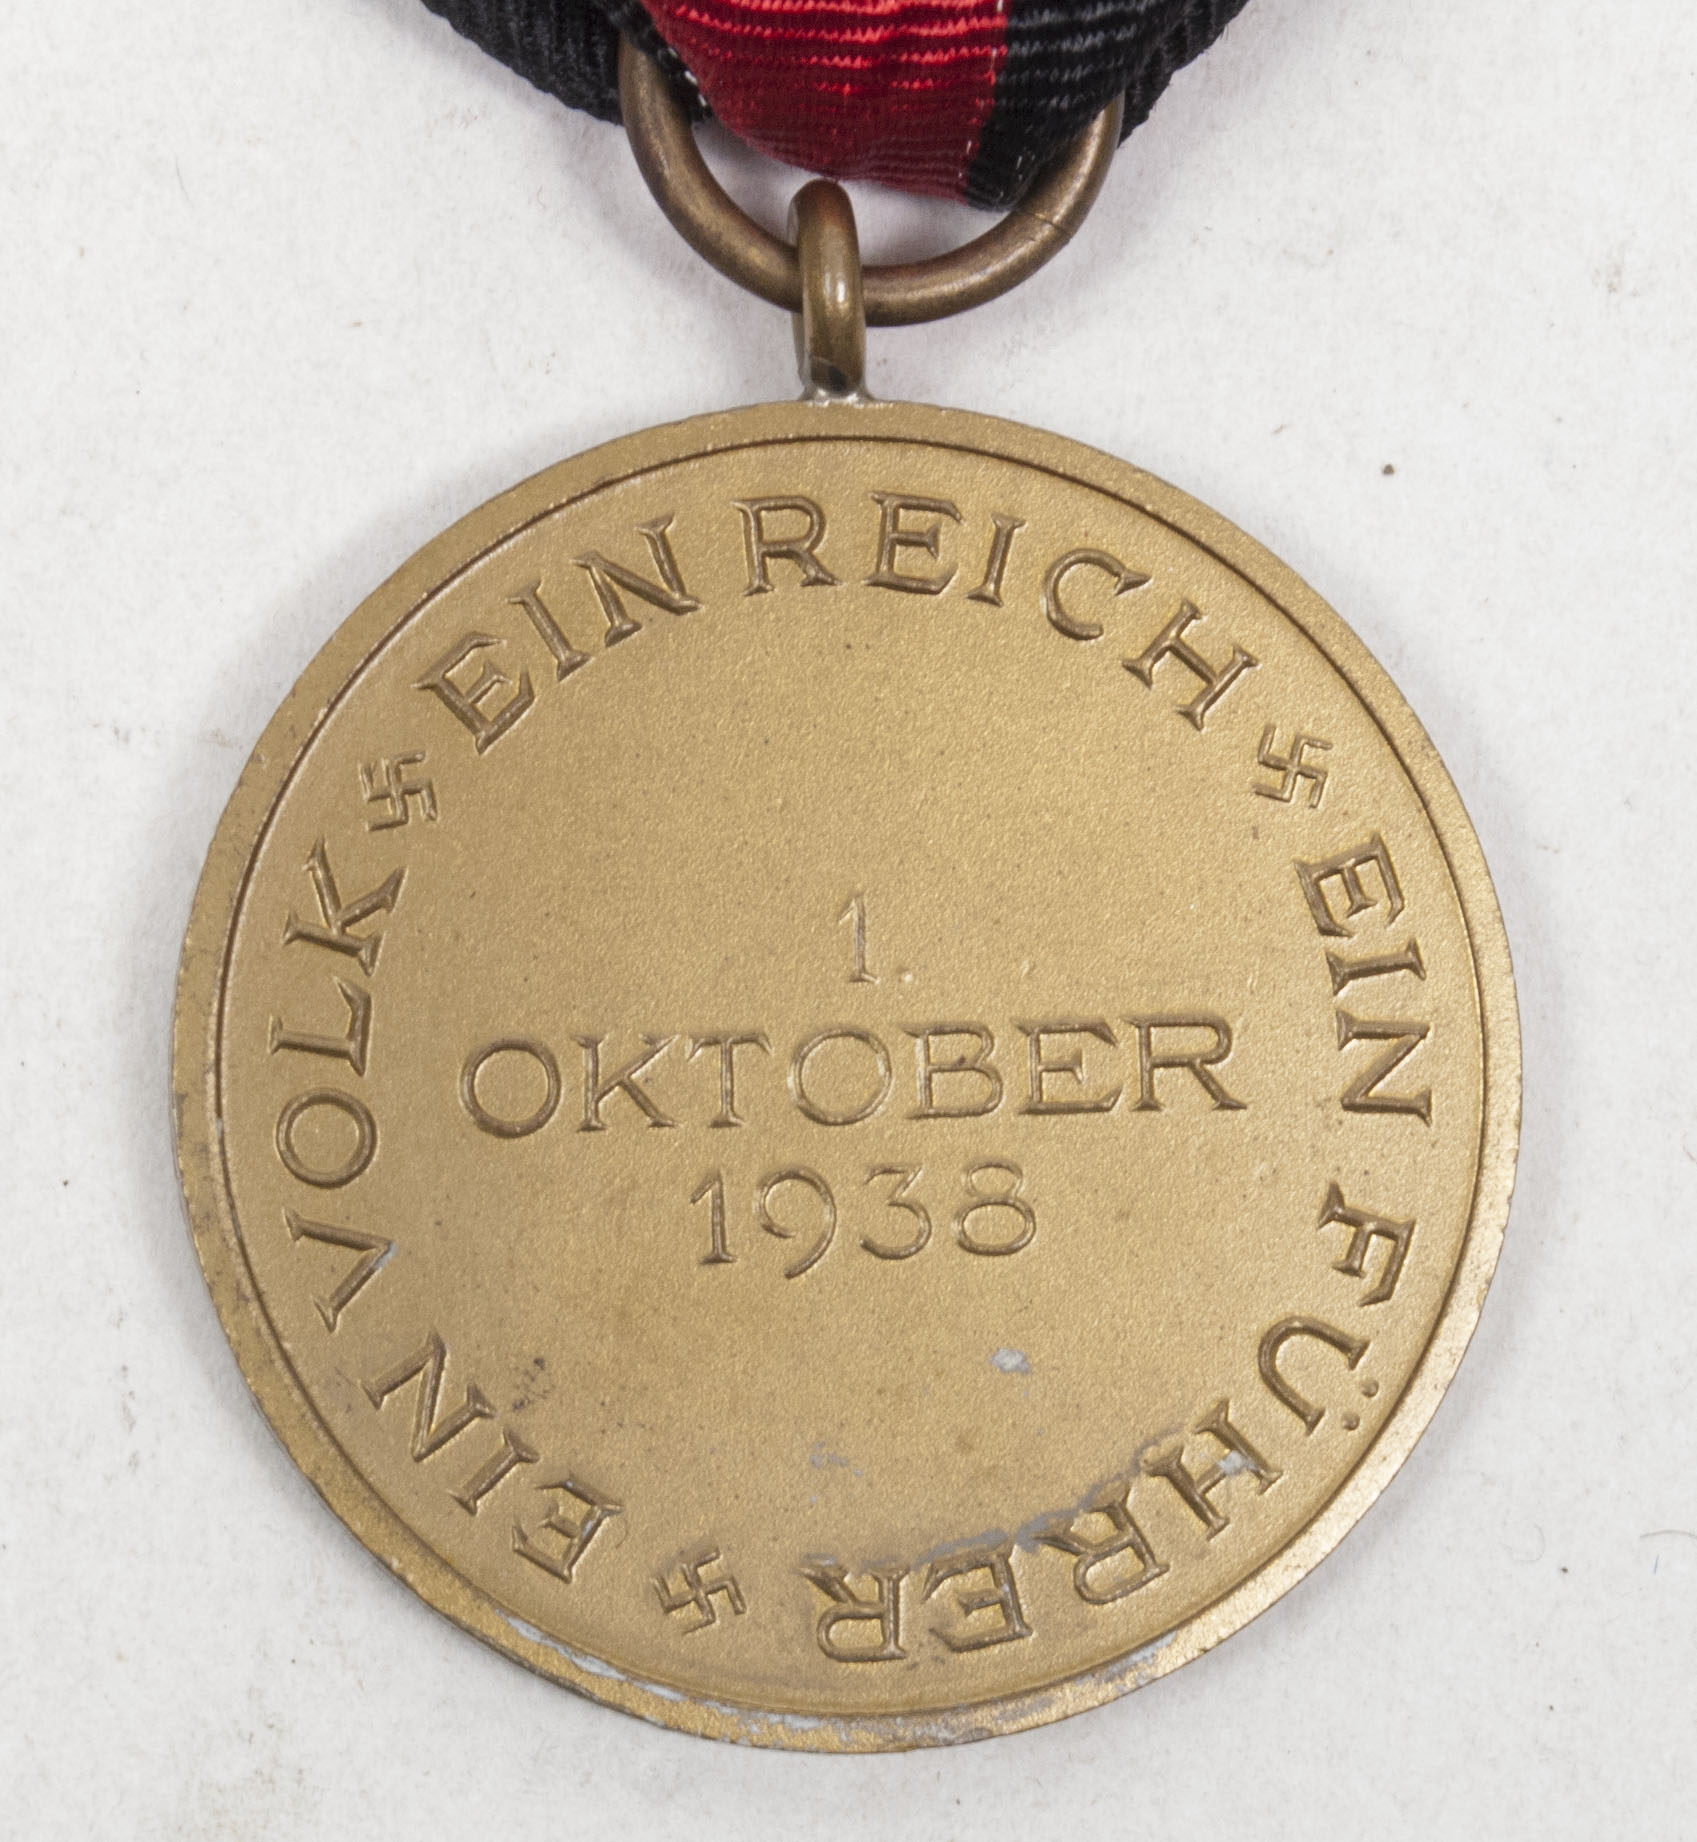 EIN VOLK EIN REICH EIN FÜHRER
1.
OKTOBER
1938